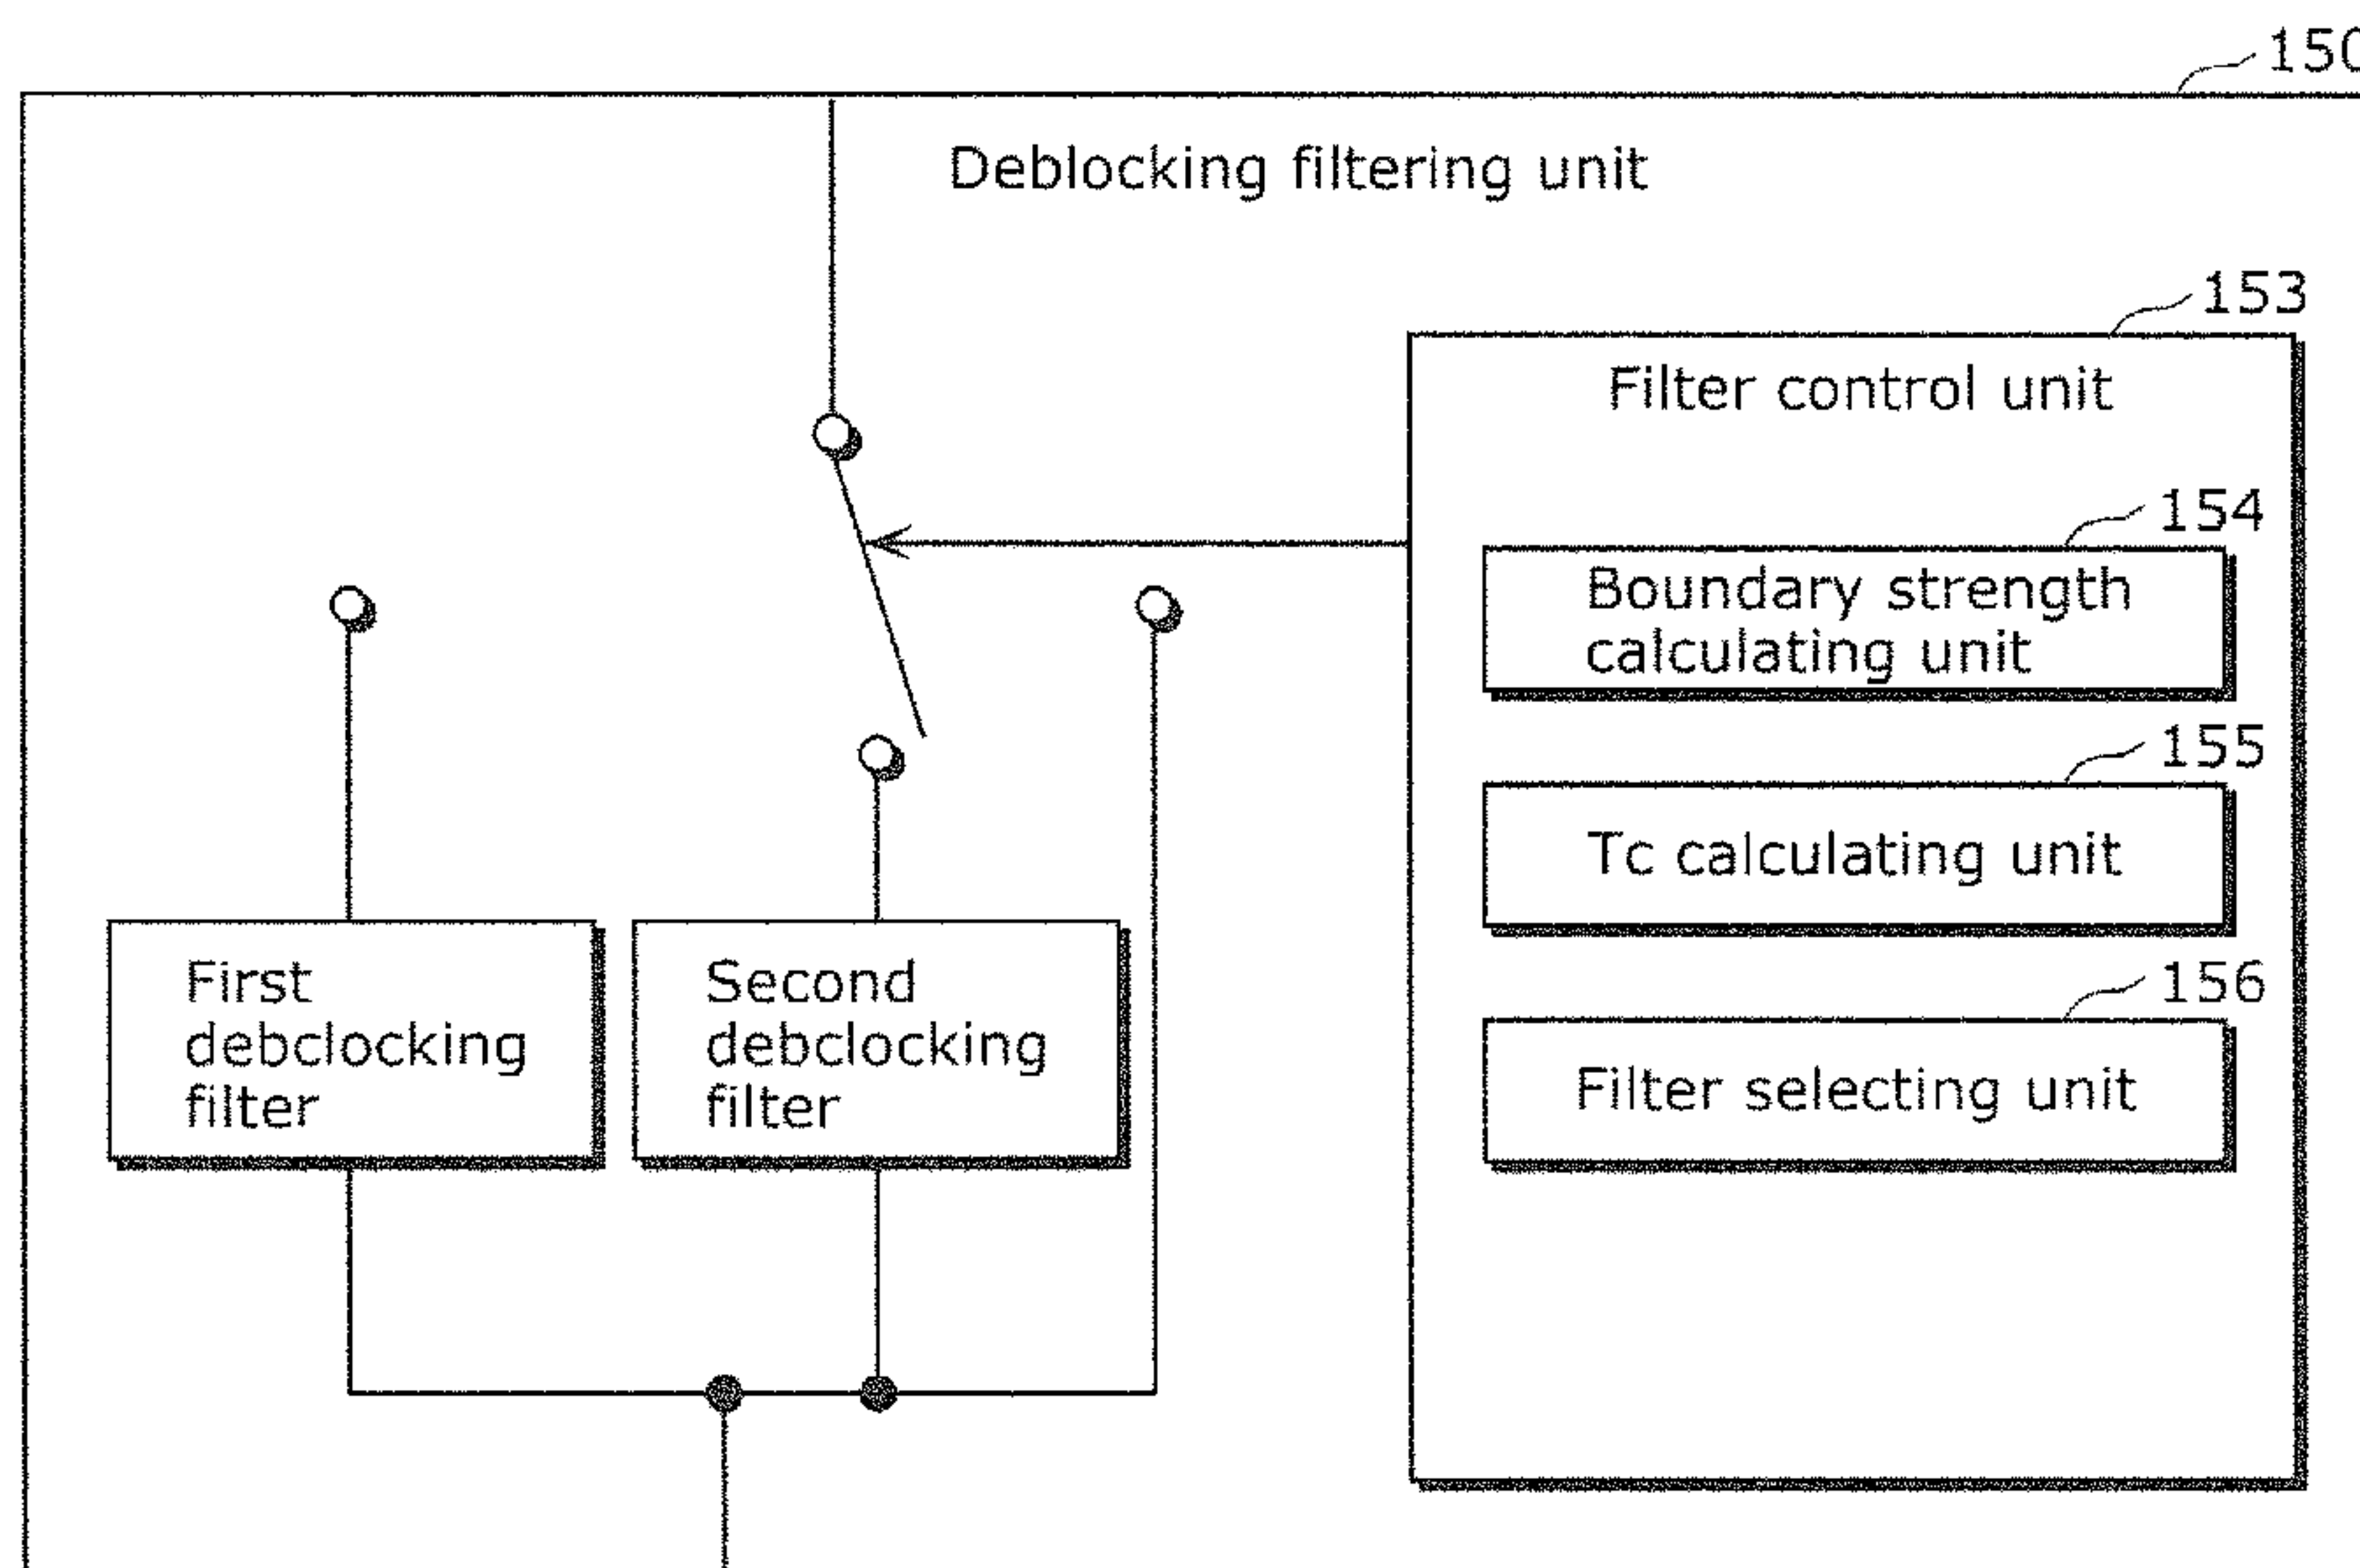 150
Deblocking filtering unit
153
Filter control unit
154
Boundary strength
calculating unit
155
Tc calculating unit
156
Filter selecting unit
First
debclocking
filter
Second
debclocking
filter